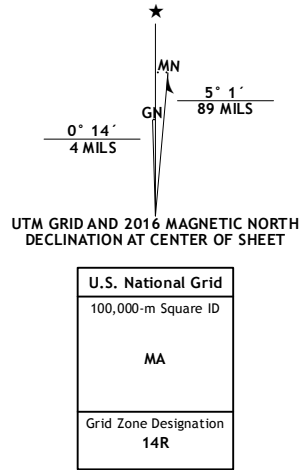 ★
MN
GN
5° 1´
89 MILS
0° 14´
4 MILS
UTM GRID AND 2016 MAGNETIC NORTH
DECLINATION AT CENTER OF SHEET
U.S. National Grid
100,000-m Square ID
MA
Grid Zone Designation
14R